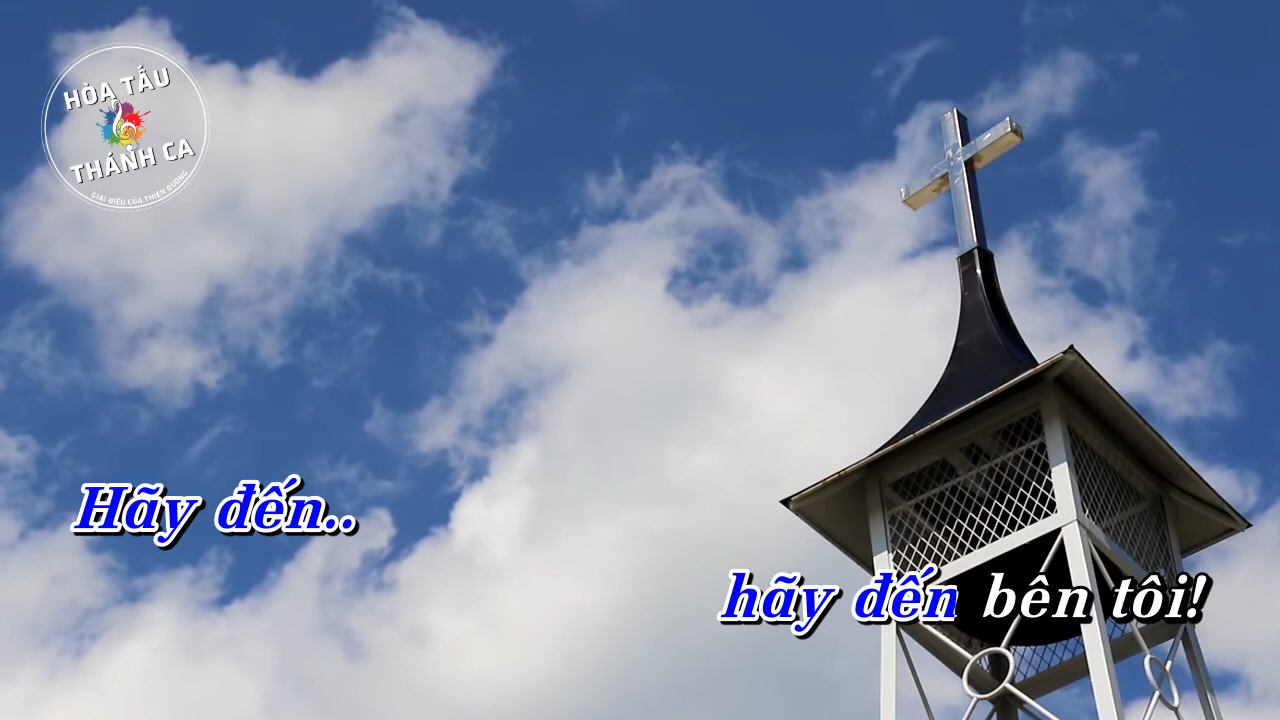 HÒA TẤU
THÁNH CA
GIAI ĐIỆU CỦA THIÊN ĐƯỜNG
Hãy đến..
hãy đến bên tôi!